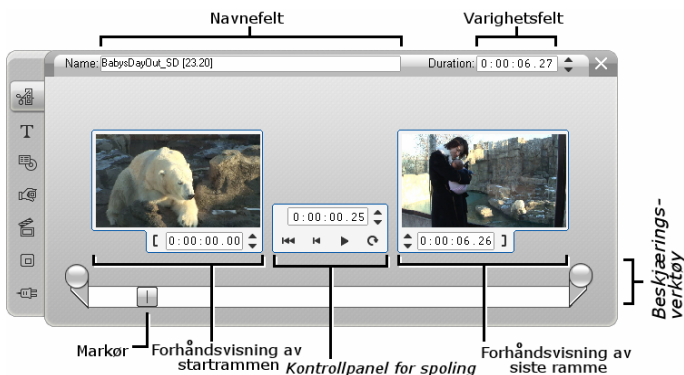 Navnefelt
Varighetsfelt
Name: BabysDayOut_SD [23.20]
Duration: 0:00:06.27
T
0:00:00.25
[ 0:00:00.00
0:00:06.26 ]
Beskjærings-
verktøy
Markør
Forhåndsvisning av
startrammen
Kontrollpanel for spoling
Forhåndsvisning av
siste ramme